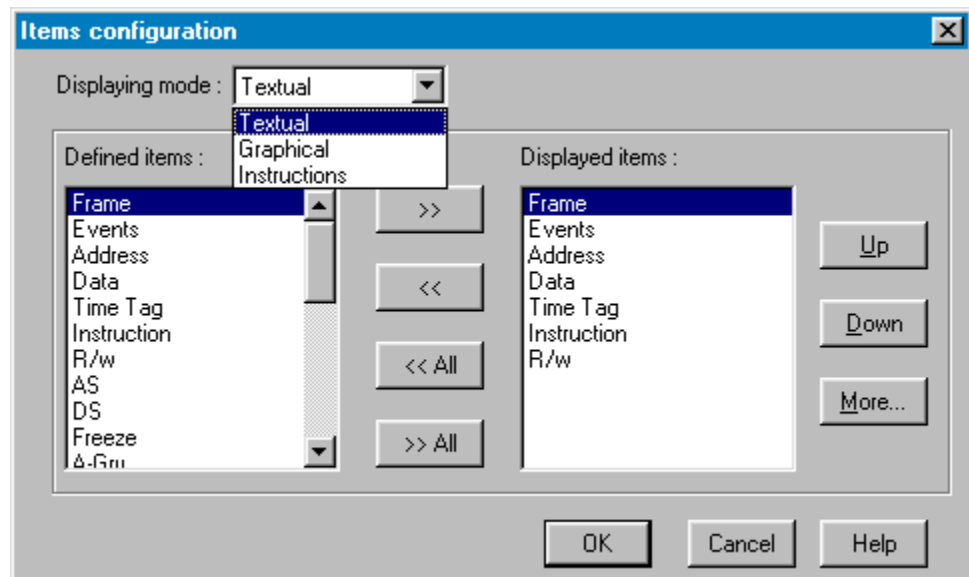 Items configuration
Displaying mode : Textual
Textual
Graphical
Instructions
Defined items :
Frame
Events
Address
Data
Time Tag
Instruction
R/w
AS
DS
Freeze
>>
<<
<< All
>> All
Displayed items :
Frame
Events
Address
Data
Time Tag
Instruction
R/w
Up
Down
More...
OK
Cancel
Help